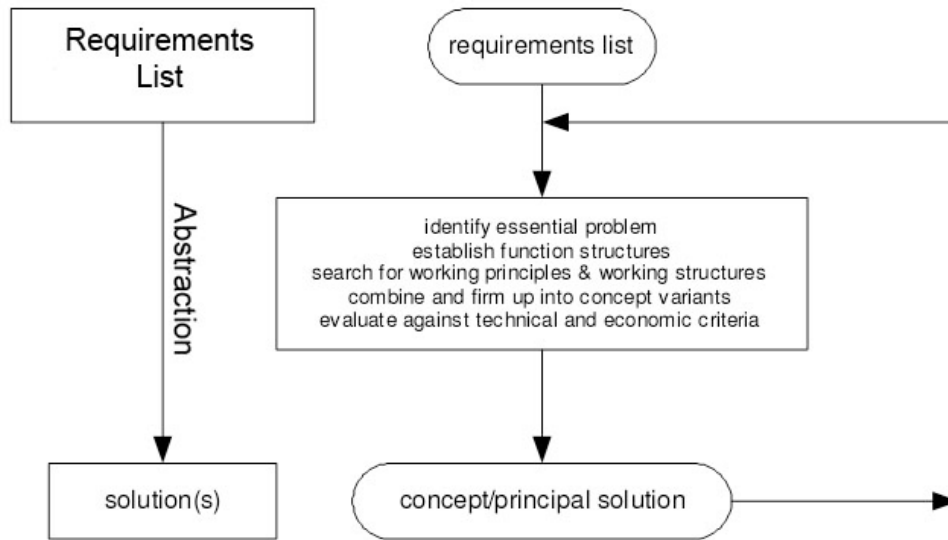 Requirements
List
Abstraction
solution(s)
requirements list
identify essential problem
establish function structures
search for working principles & working structures
combine and firm up into concept variants
evaluate against technical and economic criteria
concept/principal solution